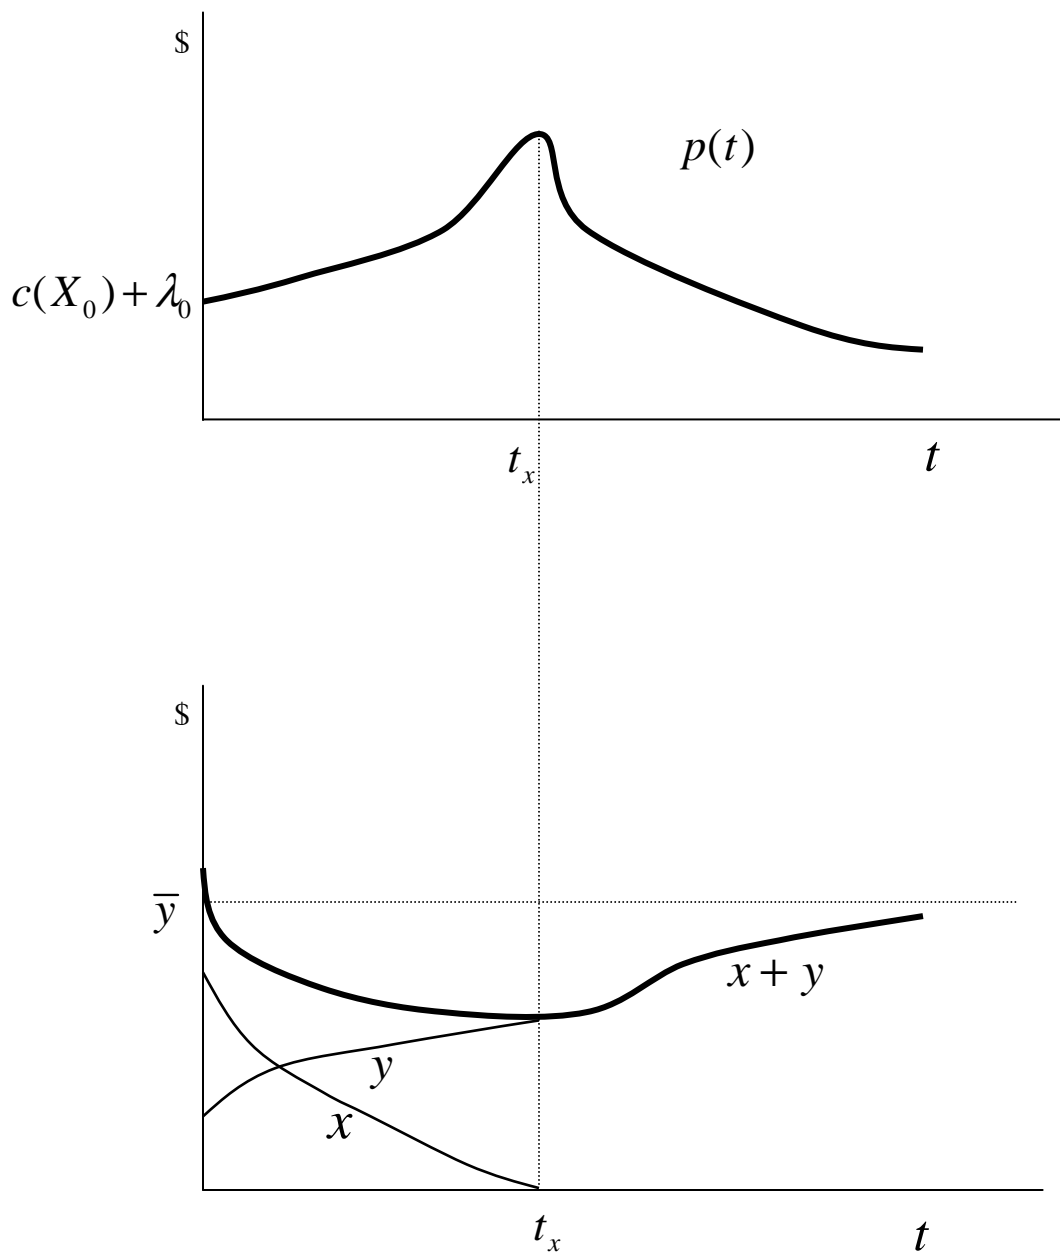 $
p(t)
c(X₀) + λ₀
tₓ
t
$
y̅
x + y
y
x
tₓ
t